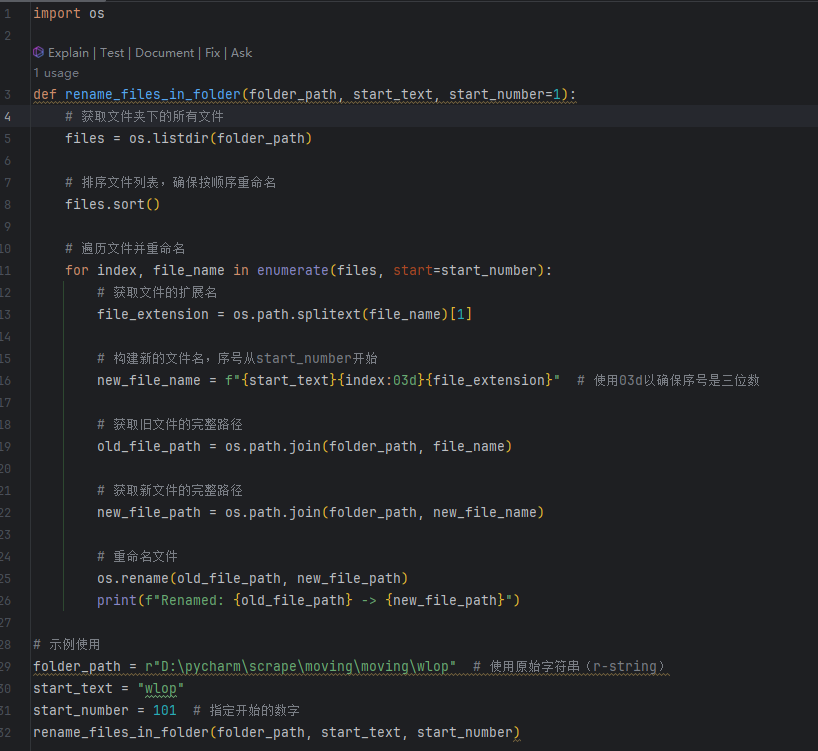 1 import os
2
Explain | Test | Document | Fix | Ask
1 usage
3 def rename_files_in_folder(folder_path, start_text, start_number=1):
4     # 获取文件夹下的所有文件
5     files = os.listdir(folder_path)
6
7     # 排序文件列表，确保按顺序重命名
8     files.sort()
9
10     # 遍历文件并重命名
11     for index, file_name in enumerate(files, start=start_number):
12         # 获取文件的扩展名
13         file_extension = os.path.splitext(file_name)[1]
14
15         # 构建新的文件名，序号从start_number开始
16         new_file_name = f"{start_text}{index:03d}{file_extension}"  # 使用03d以确保序号是三位数
17
18         # 获取旧文件的完整路径
19         old_file_path = os.path.join(folder_path, file_name)
20
21         # 获取新文件的完整路径
22         new_file_path = os.path.join(folder_path, new_file_name)
23
24         # 重命名文件
25         os.rename(old_file_path, new_file_path)
26         print(f"Renamed: {old_file_path} -> {new_file_path}")
27
28 # 示例使用
29 folder_path = r"D:\pycharm\scrape\moving\moving\wlop"  # 使用原始字符串（r-string）
30 start_text = "wlop"
31 start_number = 101  # 指定开始的数字
32 rename_files_in_folder(folder_path, start_text, start_number)